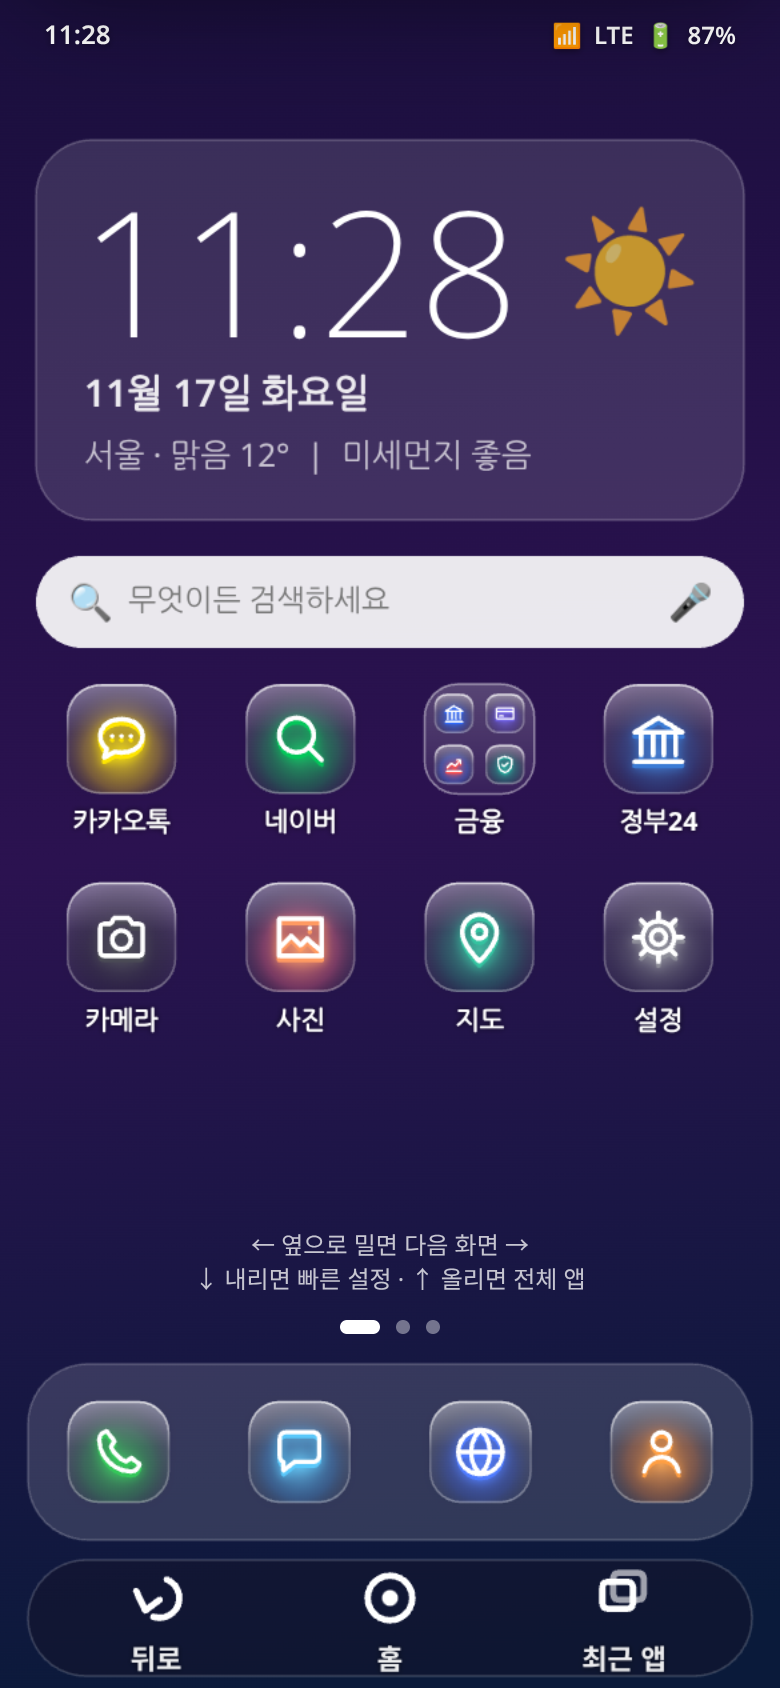 11:28 LTE 87%
11:28
11월 17일 화요일
서울 · 맑음 12° | 미세먼지 좋음
무엇이든 검색하세요
카카오톡 네이버 금융 정부24
카메라 사진 지도 설정
← 옆으로 밀면 다음 화면 →
↓ 내리면 빠른 설정 · ↑ 올리면 전체 앱
뒤로 홈 최근 앱